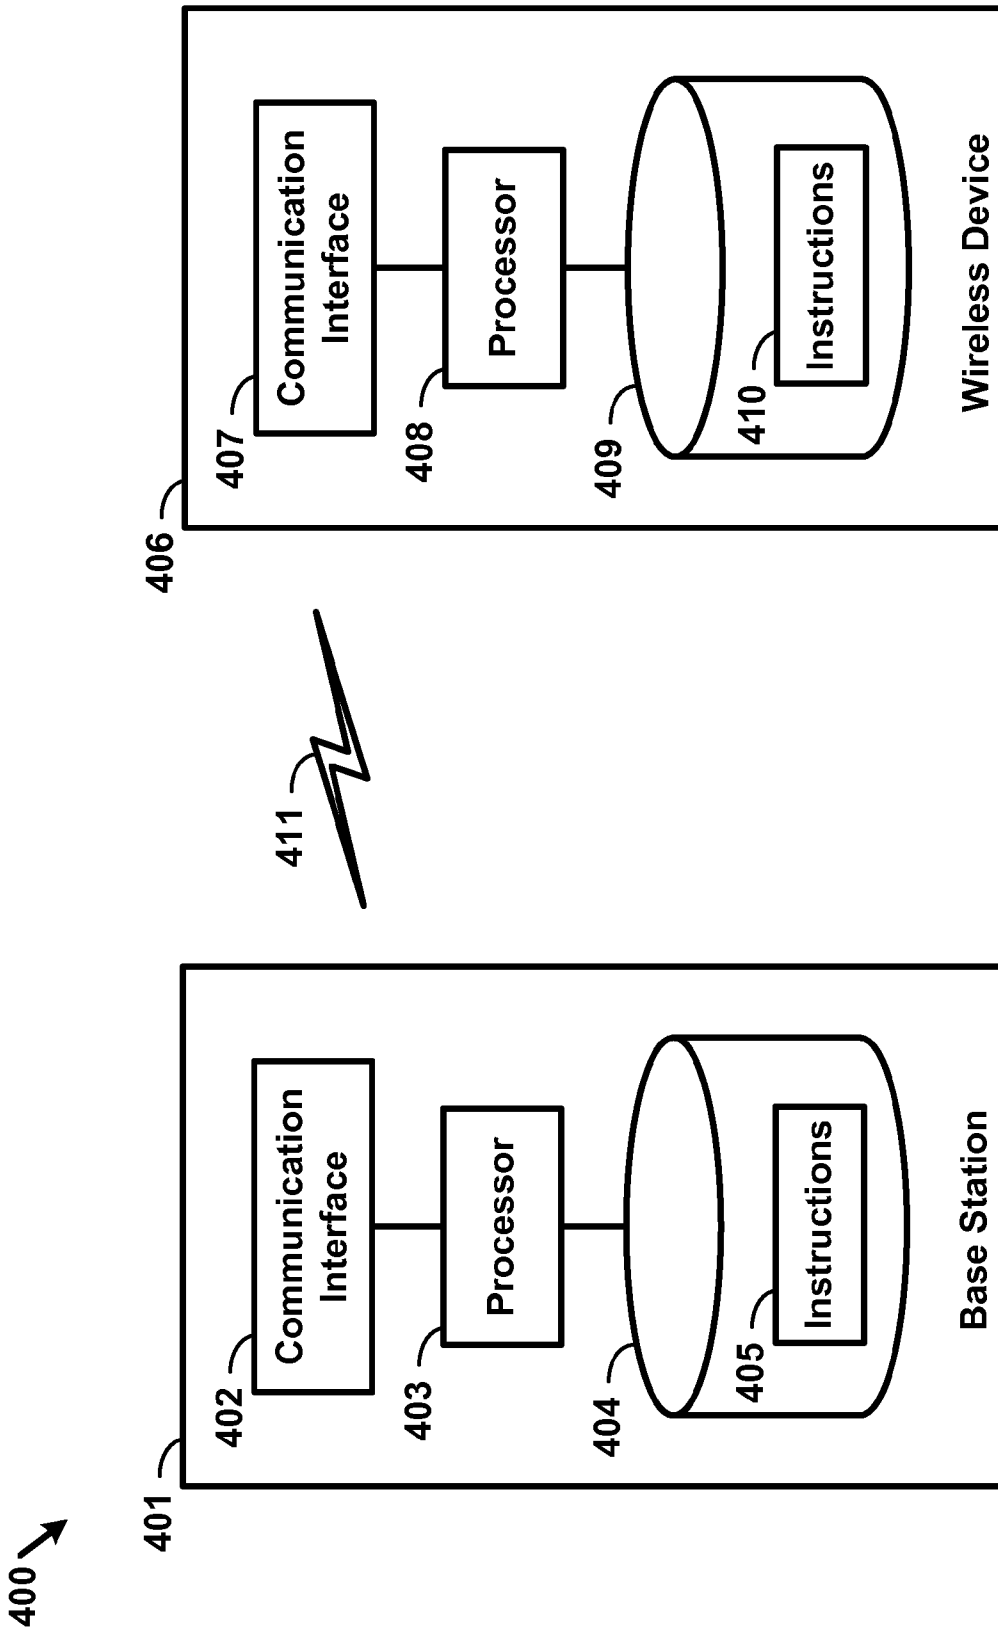 400
401
402
Communication
Interface
403
Processor
404
405
Instructions
Base Station
411
406
407
Communication
Interface
408
Processor
409
410
Instructions
Wireless Device